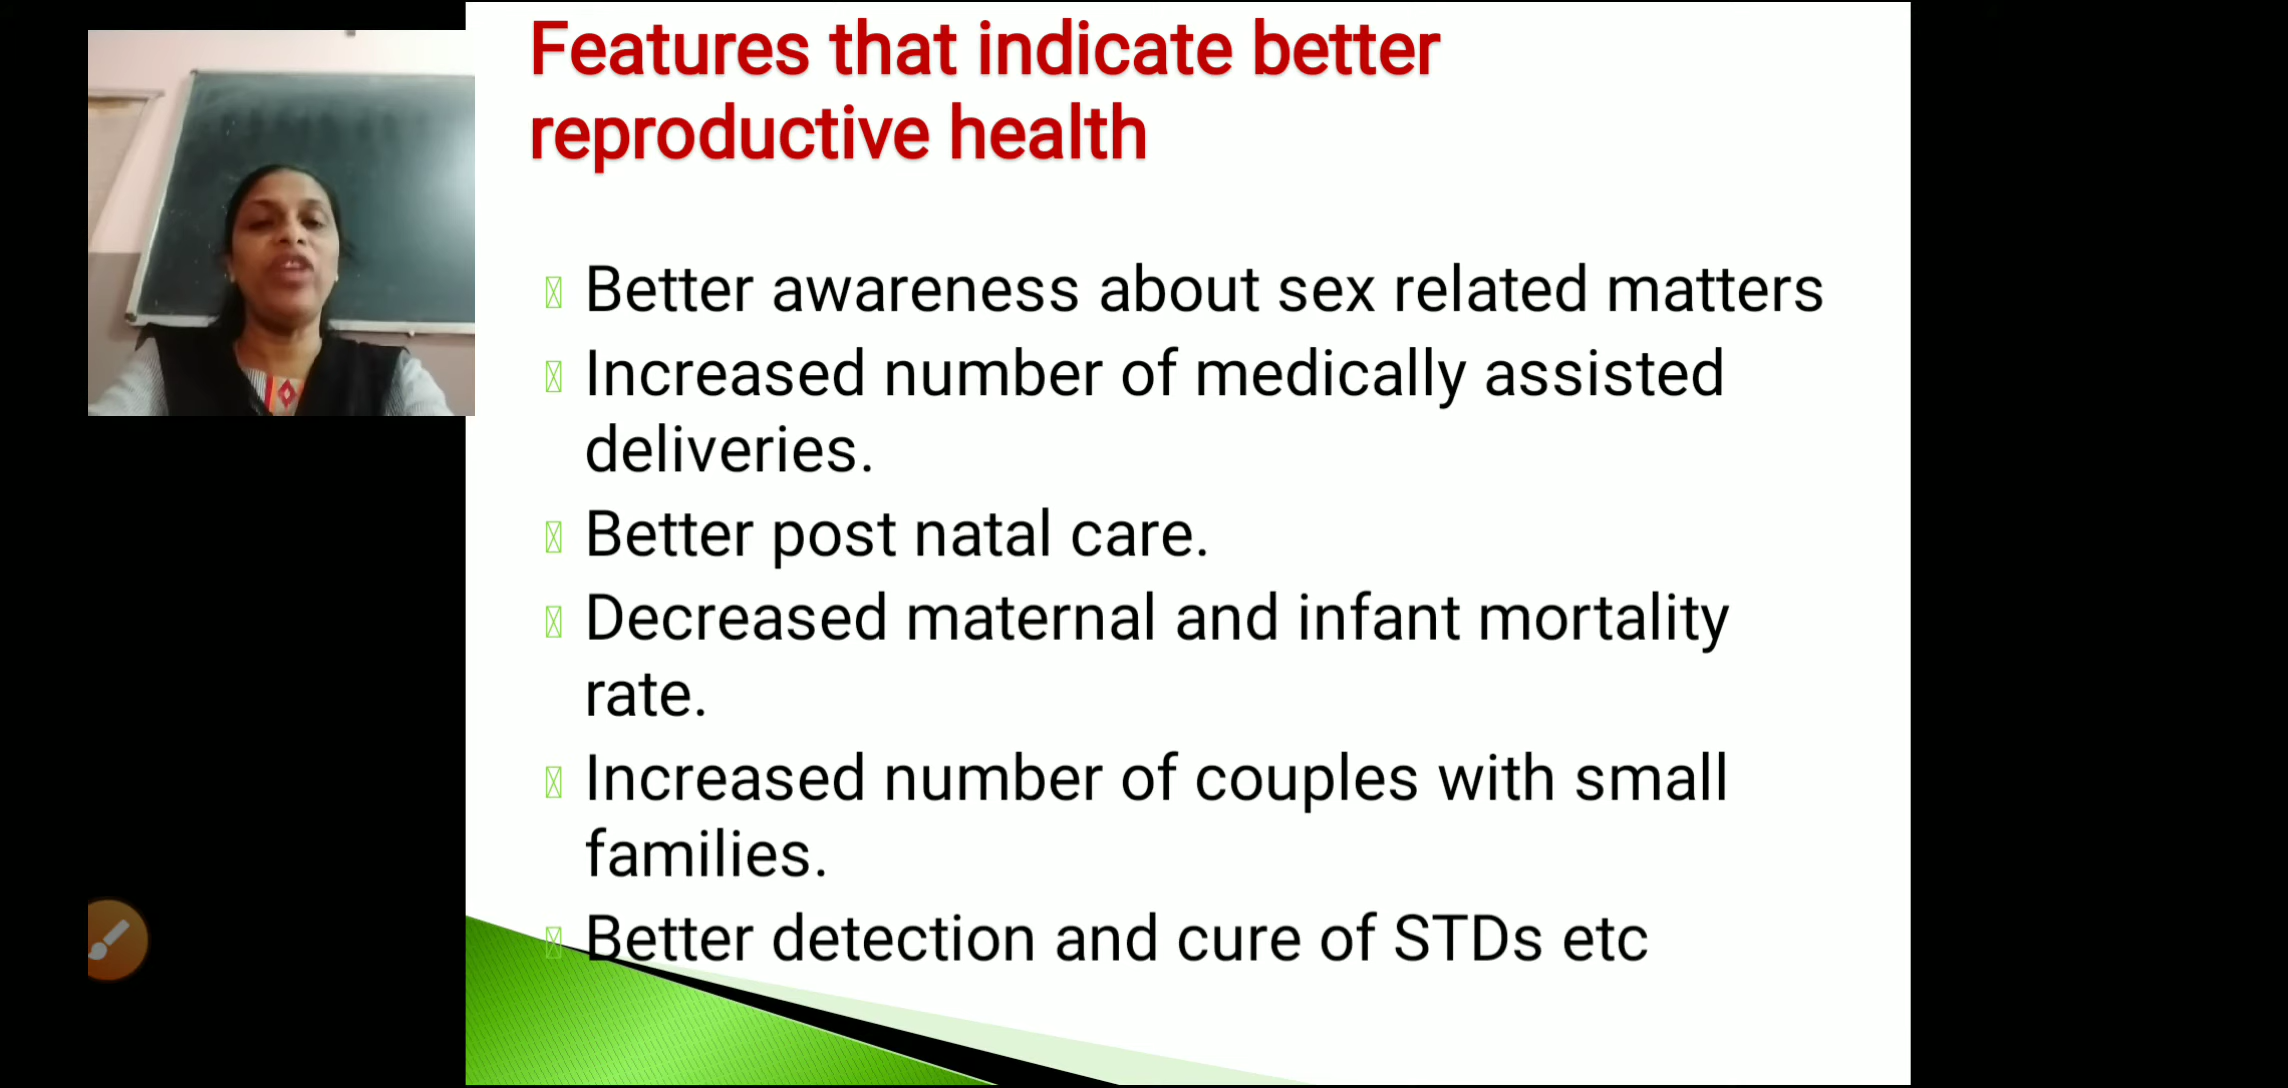 Features that indicate better
reproductive health
Better awareness about sex related matters
Increased number of medically assisted
deliveries.
Better post natal care.
Decreased maternal and infant mortality
rate.
Increased number of couples with small
families.
Better detection and cure of STDs etc